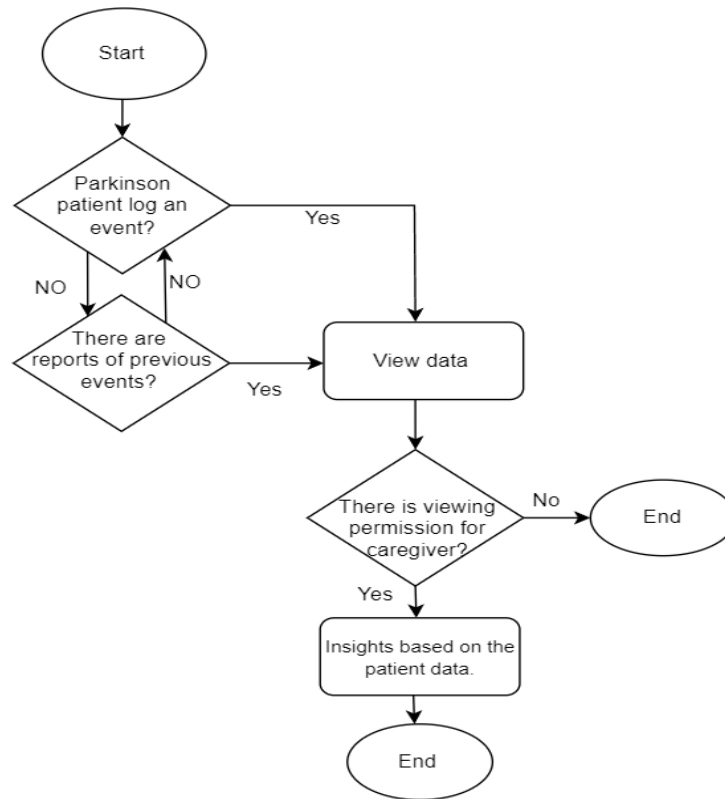 Start
Parkinson
patient log an
event?
Yes
NO
NO
There are
reports of previous
events?
Yes
View data
There is viewing
permission for
caregiver?
No
End
Yes
Insights based on the
patient data.
End